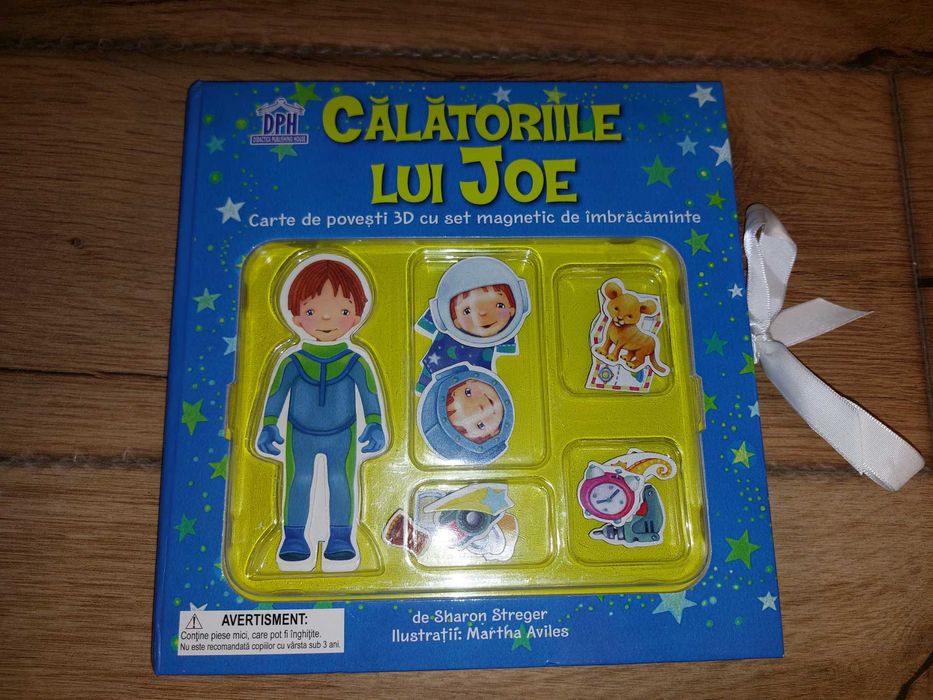 DPH
DIDACTICA PUBLISHING HOUSE
CĂLĂTORIILE
LUI JOE
Carte de povești 3D cu set magnetic de îmbrăcăminte
de Sharon Streger
Ilustrații: Martha Aviles
AVERTISMENT:
Conține piese mici, care pot fi înghițite.
Nu este recomandată copiilor cu vârsta sub 3 ani.